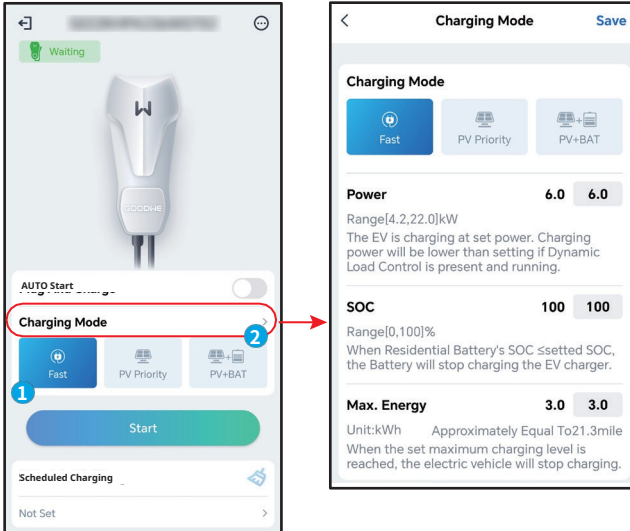 Waiting
GOODWE
AUTO Start
Charging Mode
2
Fast
PV Priority
PV+BAT
1
Start
Scheduled Charging
Not Set
Charging Mode
Save
Charging Mode
Fast
PV Priority
PV+BAT
Power 6.0 6.0
Range[4.2,22.0]kW
The EV is charging at set power. Charging
power will be lower than setting if Dynamic
Load Control is present and running.
SOC 100 100
Range[0,100]%
When Residential Battery's SOC ≤setted SOC,
the Battery will stop charging the EV charger.
Max. Energy 3.0 3.0
Unit:kWh Approximately Equal To21.3mile
When the set maximum charging level is
reached, the electric vehicle will stop charging.